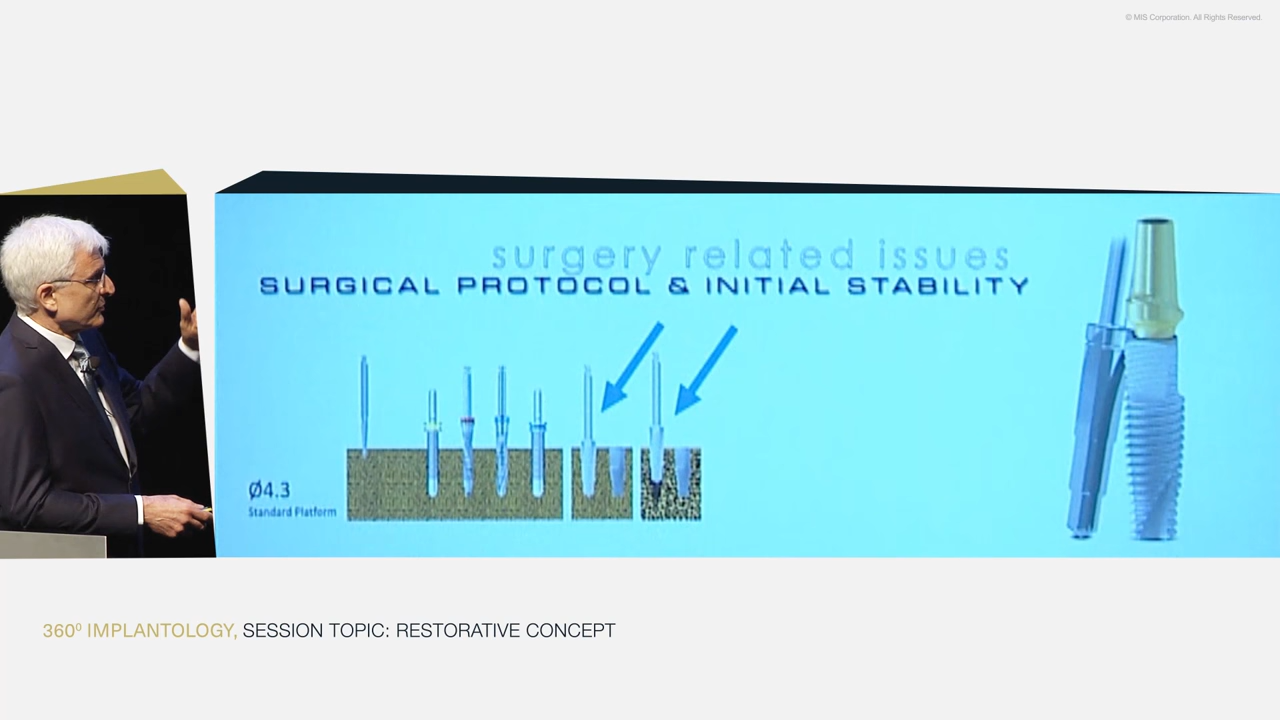 © MIS Corporation. All Rights Reserved
surgery related issues
SURGICAL PROTOCOL & INITIAL STABILITY
Ø4.3
Standard Platform
360⁰ IMPLANTOLOGY, SESSION TOPIC: RESTORATIVE CONCEPT